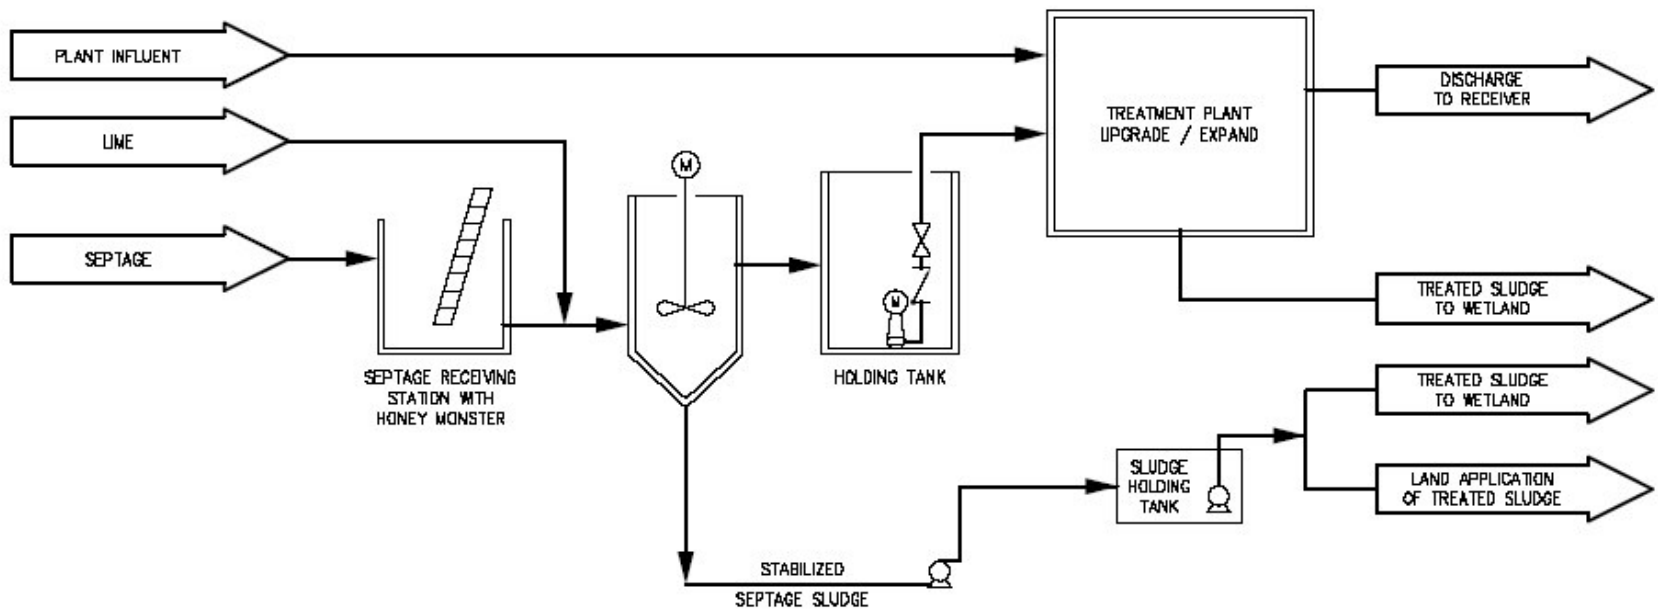 PLANT INFLUENT
LIME
SEPTAGE
M
SEPTAGE RECEIVING
STATION WITH
HONEY MONSTER
M
HOLDING TANK
TREATMENT PLANT
UPGRADE / EXPAND
DISCHARGE
TO RECEIVER
TREATED SLUDGE
TO WETLAND
TREATED SLUDGE
TO WETLAND
SLUDGE
HOLDING
TANK
LAND APPLICATION
OF TREATED SLUDGE
STABILIZED
SEPTAGE SLUDGE